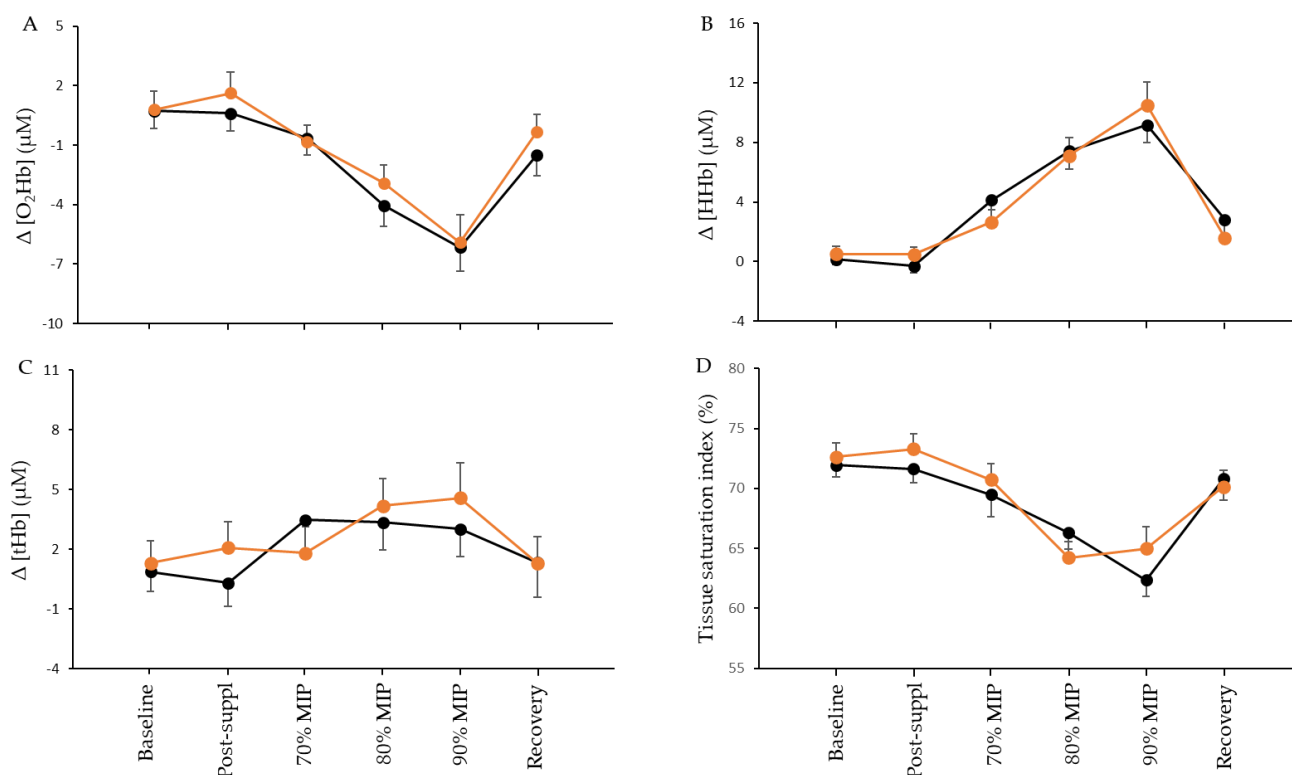 A
Δ [O₂Hb] (μM)
5
2
-1
-4
-7
-10
B
Δ [HHb] (μM)
16
12
8
4
0
-4
C
Δ [tHb] (μM)
11
8
5
2
-1
-4
Baseline
Post-suppl
70% MIP
80% MIP
90% MIP
Recovery
D
Tissue saturation index (%)
80
75
70
65
60
55
Baseline
Post-suppl
70% MIP
80% MIP
90% MIP
Recovery